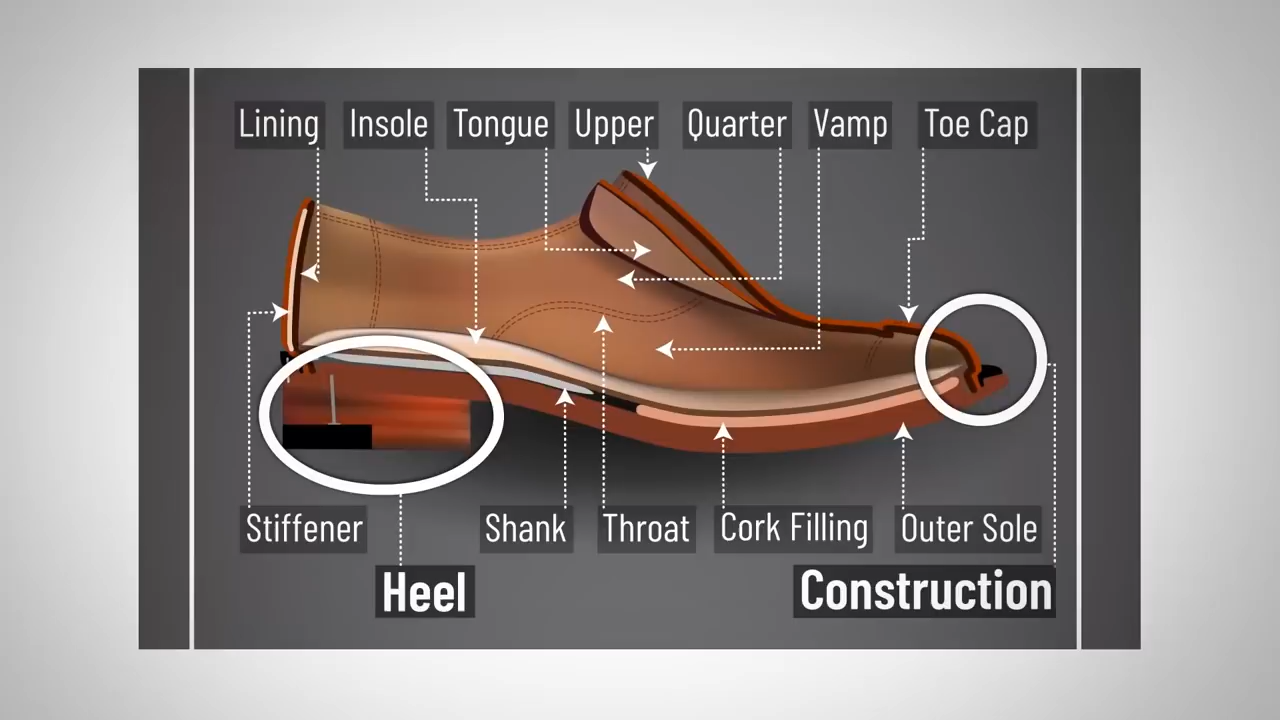 Lining
Insole
Tongue
Upper
Quarter
Vamp
Toe Cap
Stiffener
Shank
Throat
Cork Filling
Outer Sole
Heel
Construction